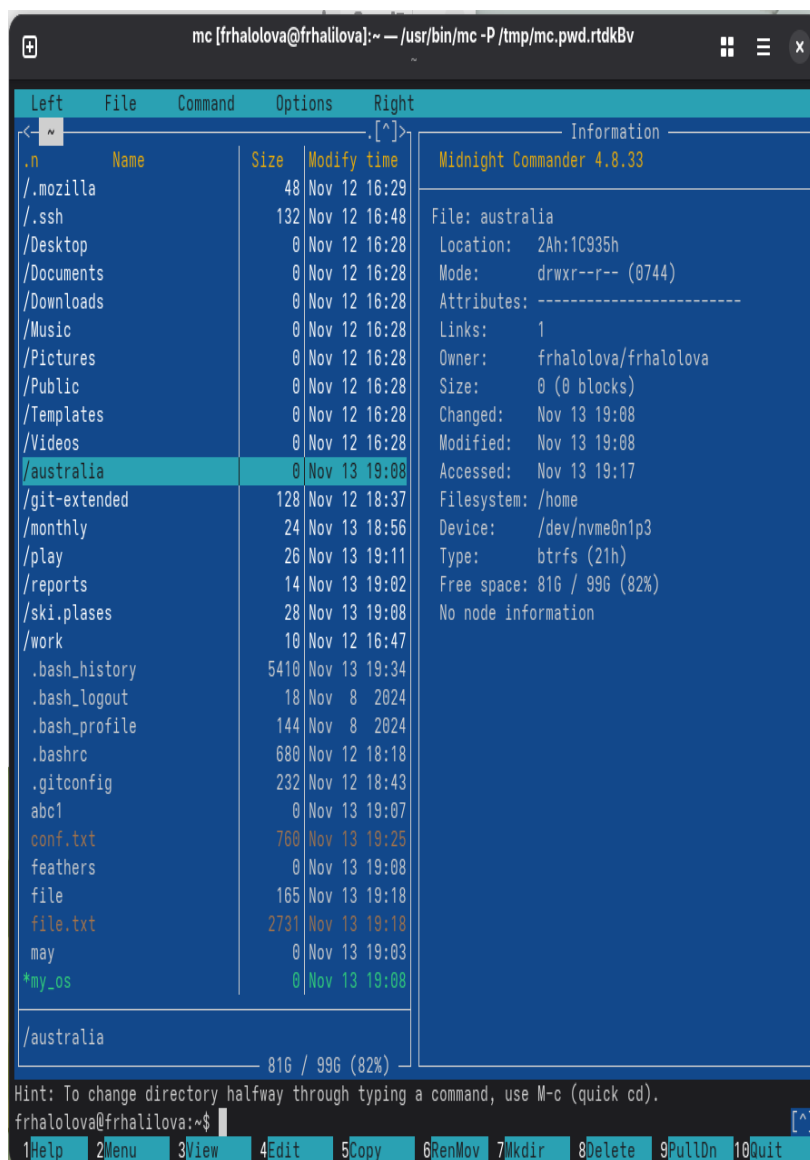 mc [frhalolova@frhalilova]:~ — /usr/bin/mc -P /tmp/mc.pwd.rtdkBv
~
Left File Command Options Right
<─ ~ ─.[^]>
Information
.n Name Size Modify time
Midnight Commander 4.8.33
/.mozilla 48 Nov 12 16:29
/.ssh 132 Nov 12 16:48
/Desktop 0 Nov 12 16:28
/Documents 0 Nov 12 16:28
/Downloads 0 Nov 12 16:28
/Music 0 Nov 12 16:28
/Pictures 0 Nov 12 16:28
/Public 0 Nov 12 16:28
/Templates 0 Nov 12 16:28
/Videos 0 Nov 12 16:28
/australia 0 Nov 13 19:08
/git-extended 128 Nov 12 18:37
/monthly 24 Nov 13 18:56
/play 26 Nov 13 19:11
/reports 14 Nov 13 19:02
/ski.plases 28 Nov 13 19:08
/work 10 Nov 12 16:47
.bash_history 5410 Nov 13 19:34
.bash_logout 18 Nov 8 2024
.bash_profile 144 Nov 8 2024
.bashrc 680 Nov 12 18:18
.gitconfig 232 Nov 12 18:43
abc1 0 Nov 13 19:07
conf.txt 760 Nov 13 19:25
feathers 0 Nov 13 19:08
file 165 Nov 13 19:18
file.txt 2731 Nov 13 19:18
may 0 Nov 13 19:03
*my_os 0 Nov 13 19:08
/australia
81G / 99G (82%)
File: australia
Location: 2Ah:1C935h
Mode: drwxr--r-- (0744)
Attributes: -------------------------
Links: 1
Owner: frhalolova/frhalolova
Size: 0 (0 blocks)
Changed: Nov 13 19:08
Modified: Nov 13 19:08
Accessed: Nov 13 19:17
Filesystem: /home
Device: /dev/nvme0n1p3
Type: btrfs (21h)
Free space: 81G / 99G (82%)
No node information
Hint: To change directory halfway through typing a command, use M-c (quick cd).
frhalolova@frhalilova:~$ [^]
1Help 2Menu 3View 4Edit 5Copy 6RenMov 7Mkdir 8Delete 9PullDn 10Quit